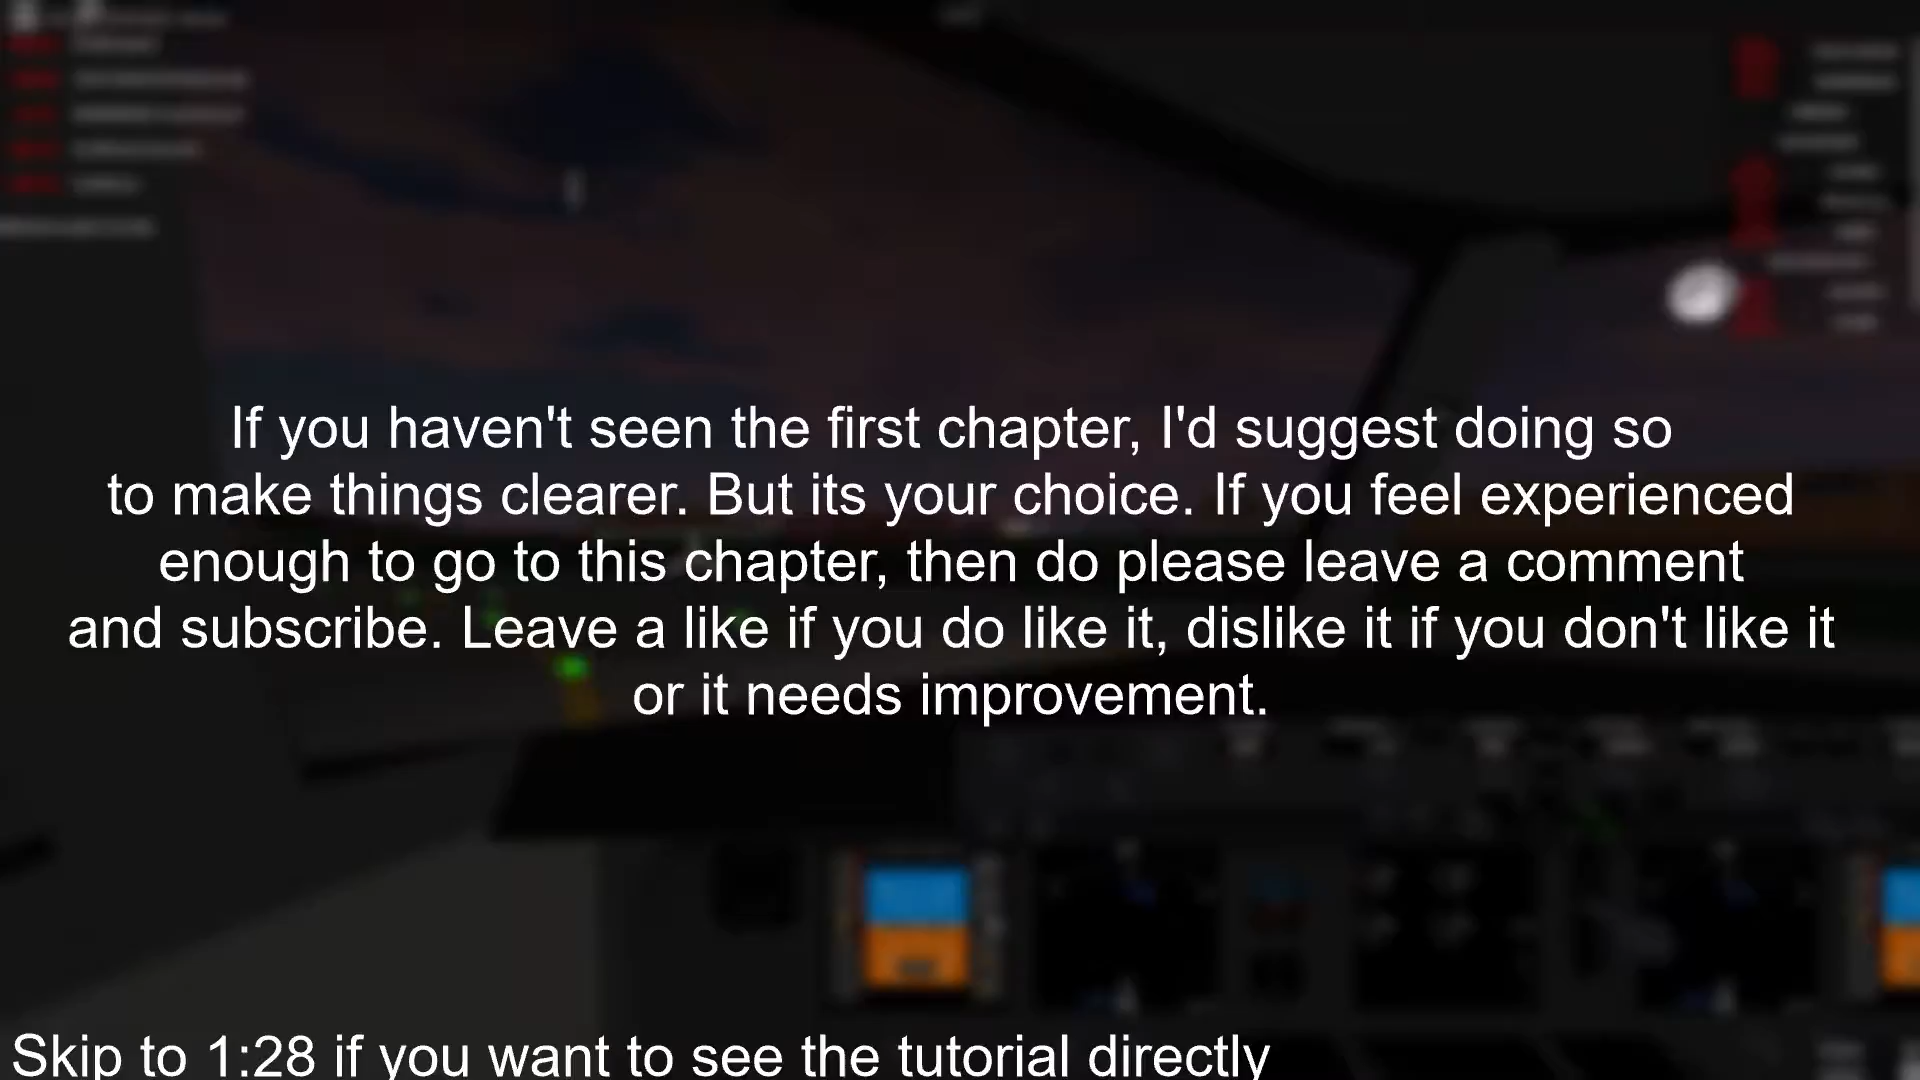 If you haven't seen the first chapter, I'd suggest doing so
to make things clearer. But its your choice. If you feel experienced
enough to go to this chapter, then do please leave a comment
and subscribe. Leave a like if you do like it, dislike it if you don't like it
or it needs improvement.
Skip to 1:28 if you want to see the tutorial directly